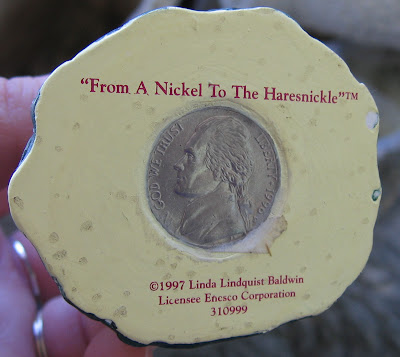 “From A Nickel To The Haresnickle”™
IN GOD WE TRUST
LIBERTY
©1997 Linda Lindquist Baldwin
Licensee Enesco Corporation
310999